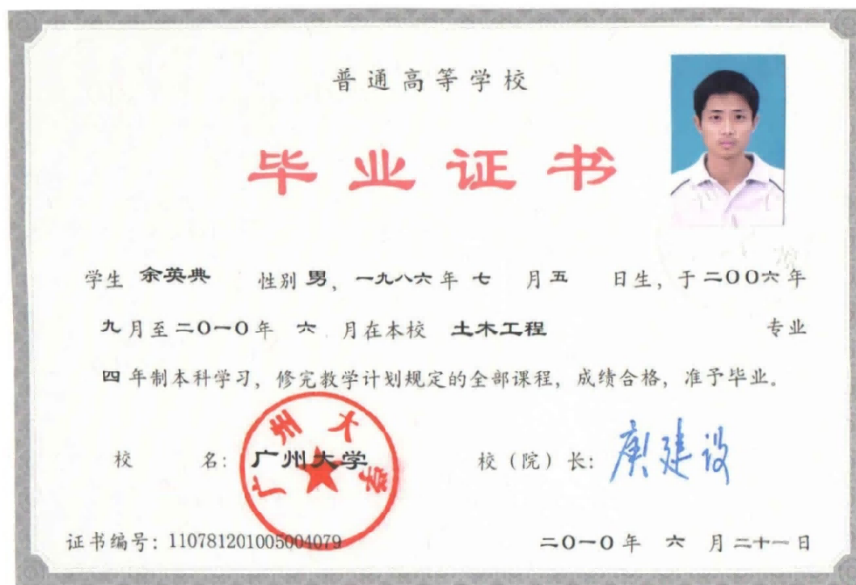 普通高等学校
毕业证书
学生 余英典 性别 男，一九八六年 七 月 五 日生，于 二〇〇六年
九月至二〇一〇年 六 月在本校 土木工程 专业
四 年制本科学习，修完教学计划规定的全部课程，成绩合格，准予毕业。
校 名：广州大学 校（院）长：庾建设
广州大学
证书编号：110781201005004079 二〇一〇年 六 月二十一日